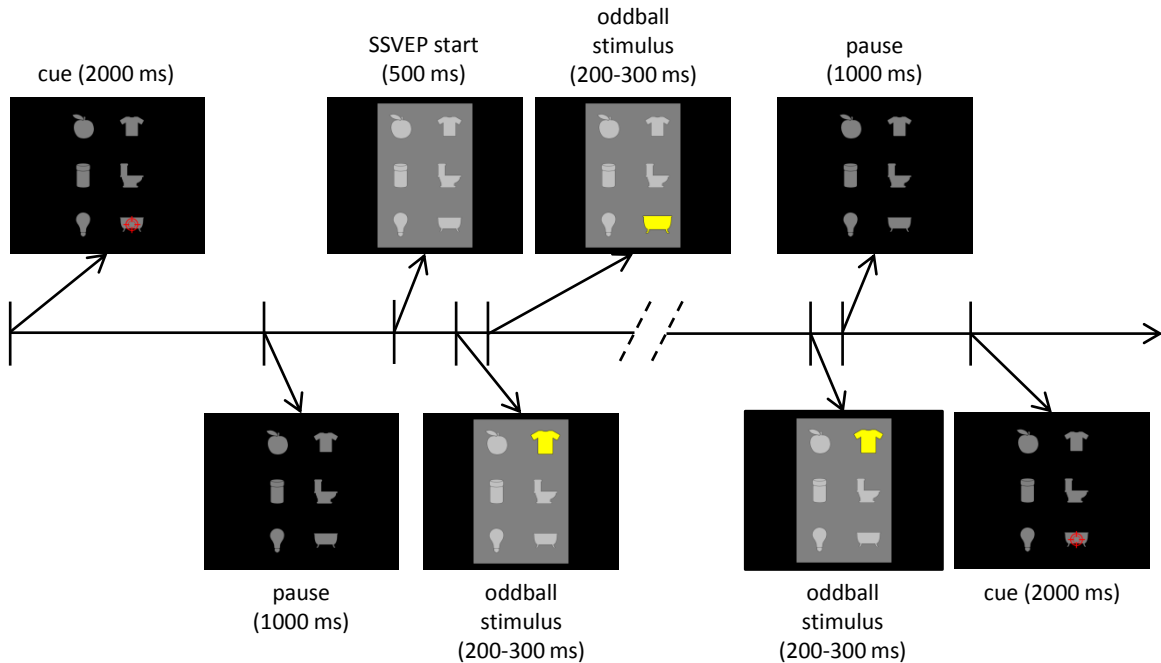 cue (2000 ms)
SSVEP start
(500 ms)
oddball
stimulus
(200-300 ms)
pause
(1000 ms)
pause
(1000 ms)
oddball
stimulus
(200-300 ms)
oddball
stimulus
(200-300 ms)
cue (2000 ms)